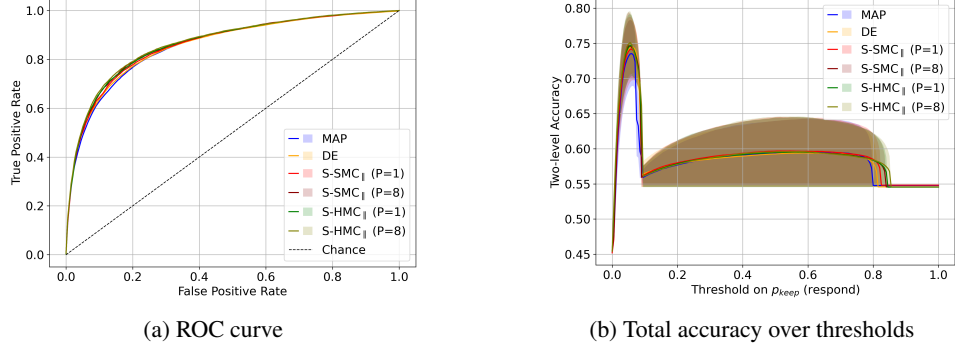 1.0
0.8
0.6
0.4
0.2
0.0
True Positive Rate
0.0 0.2 0.4 0.6 0.8 1.0
False Positive Rate
MAP
DE
S-SMC∥ (P=1)
S-SMC∥ (P=8)
S-HMC∥ (P=1)
S-HMC∥ (P=8)
Chance
(a) ROC curve
0.80
0.75
0.70
0.65
0.60
0.55
0.50
0.45
Two-level Accuracy
0.0 0.2 0.4 0.6 0.8 1.0
Threshold on p_keep (respond)
MAP
DE
S-SMC∥ (P=1)
S-SMC∥ (P=8)
S-HMC∥ (P=1)
S-HMC∥ (P=8)
(b) Total accuracy over thresholds